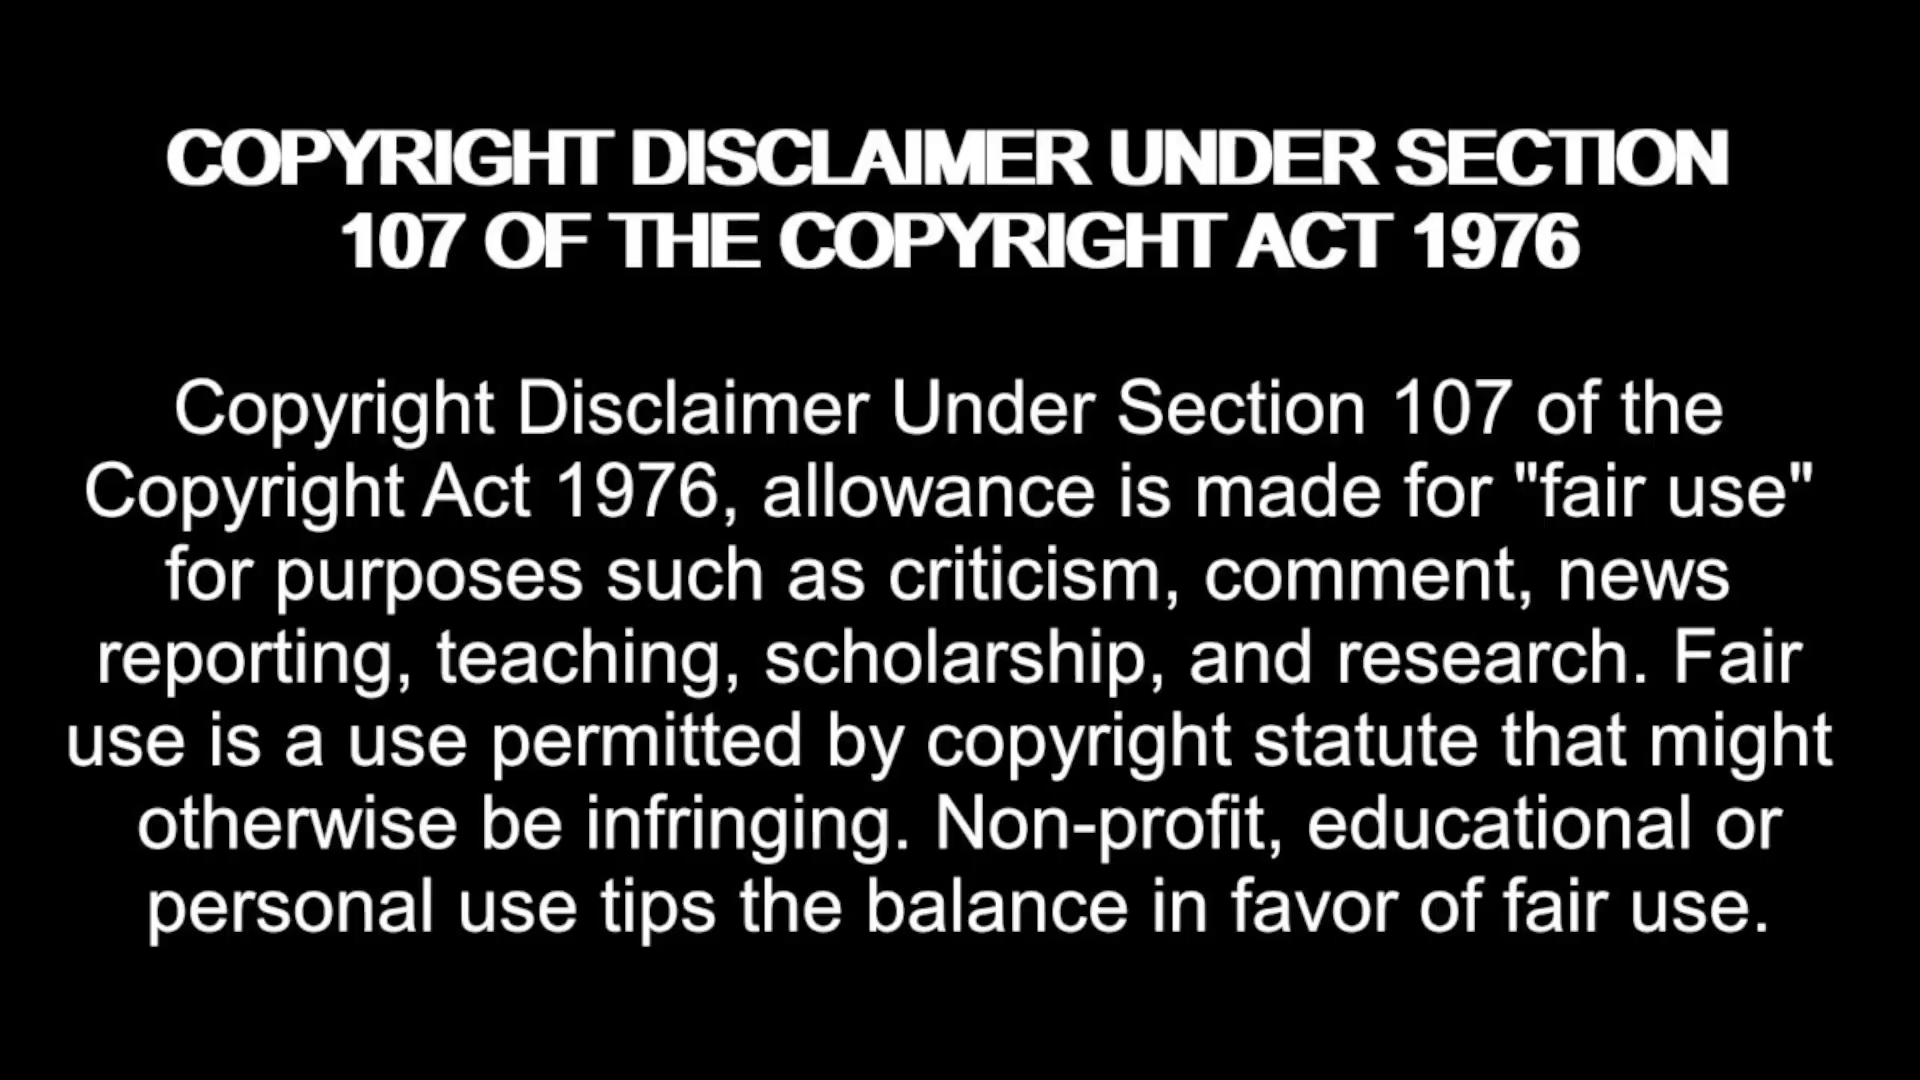 COPYRIGHT DISCLAIMER UNDER SECTION
107 OF THE COPYRIGHT ACT 1976
Copyright Disclaimer Under Section 107 of the
Copyright Act 1976, allowance is made for "fair use"
for purposes such as criticism, comment, news
reporting, teaching, scholarship, and research. Fair
use is a use permitted by copyright statute that might
otherwise be infringing. Non-profit, educational or
personal use tips the balance in favor of fair use.